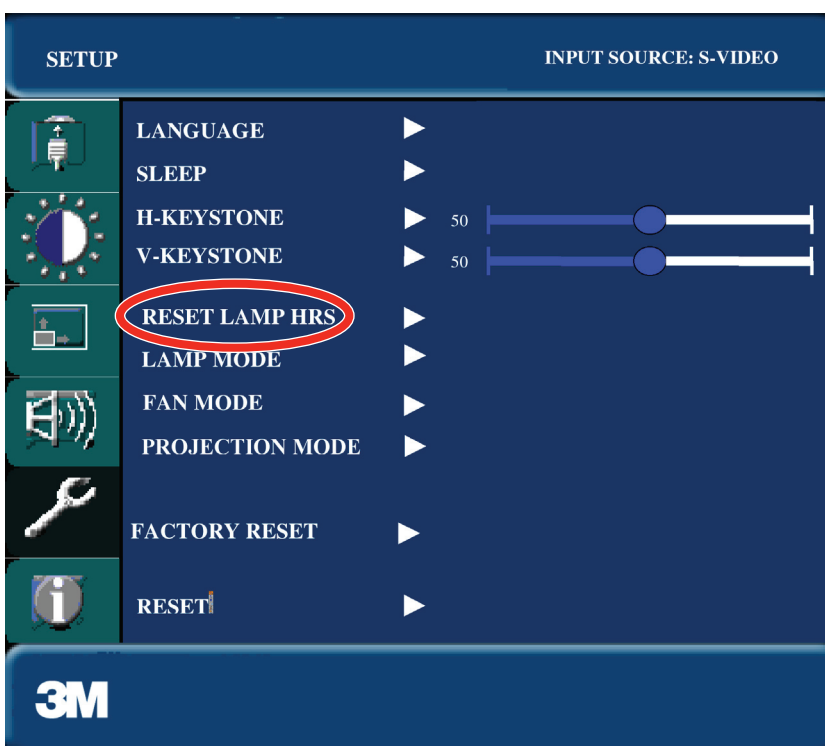 SETUP INPUT SOURCE: S-VIDEO
LANGUAGE
SLEEP
H-KEYSTONE 50
V-KEYSTONE 50
RESET LAMP HRS
LAMP MODE
FAN MODE
PROJECTION MODE
FACTORY RESET
RESET
3M